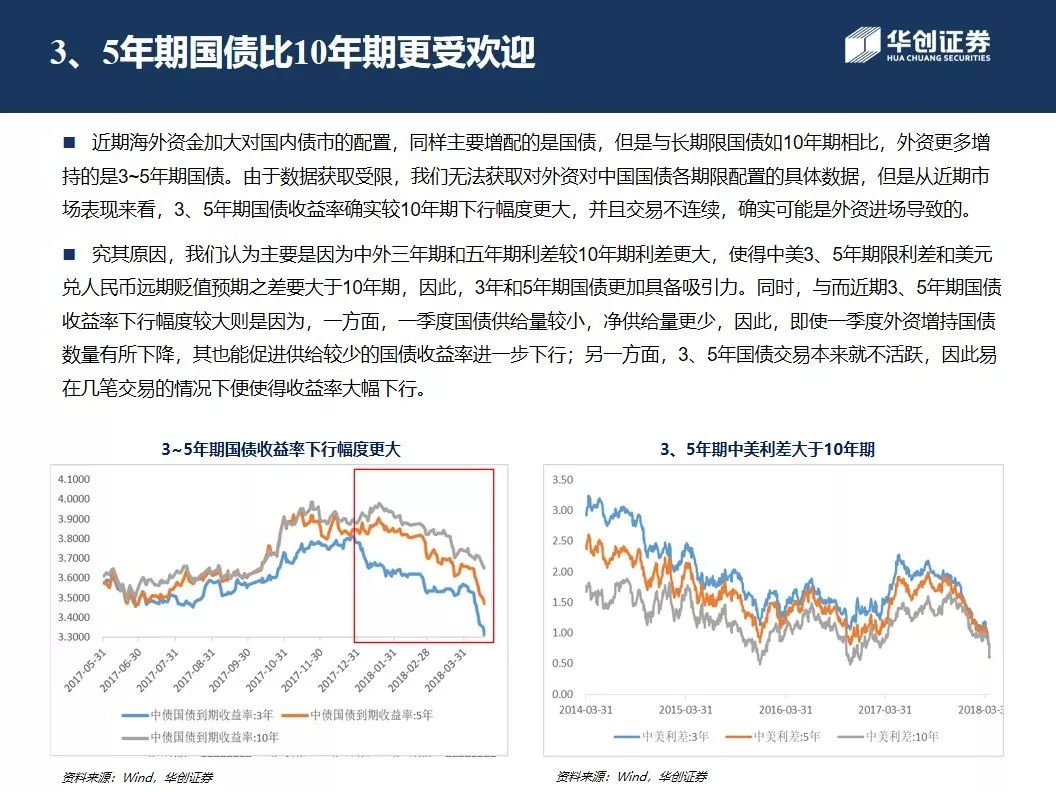 3、5年期国债比10年期更受欢迎
华创证券
HUA CHUANG SECURITIES
■ 近期海外资金加大对国内债市的配置，同样主要增配的是国债，但是与长期限国债如10年期相比，外资更多增
持的是3~5年期国债。由于数据获取受限，我们无法获取对外资对中国国债各期限配置的具体数据，但是从近期市
场表现来看，3、5年期国债收益率确实较10年期下行幅度更大，并且交易不连续，确实可能是外资进场导致的。
■ 究其原因，我们认为主要是因为中外三年期和五年期利差较10年期利差更大，使得中美3、5年期限利差和美元
兑人民币远期贬值预期之差要大于10年期，因此，3年和5年期国债更加具备吸引力。同时，与而近期3、5年期国债
收益率下行幅度较大则是因为，一方面，一季度国债供给量较小，净供给量更少，因此，即使一季度外资增持国债
数量有所下降，其也能促进供给较少的国债收益率进一步下行；另一方面，3、5年国债交易本来就不活跃，因此易
在几笔交易的情况下便使得收益率大幅下行。
3~5年期国债收益率下行幅度更大
4.1000
4.0000
3.9000
3.8000
3.7000
3.6000
3.5000
3.4000
3.3000
2017-05-31
2017-06-30
2017-07-31
2017-08-31
2017-09-30
2017-10-31
2017-11-30
2017-12-31
2018-01-31
2018-02-28
2018-03-31
中债国债到期收益率:3年
中债国债到期收益率:5年
中债国债到期收益率:10年
资料来源：Wind，华创证券
3、5年期中美利差大于10年期
3.50
3.00
2.50
2.00
1.50
1.00
0.50
0.00
2014-03-31
2015-03-31
2016-03-31
2017-03-31
2018-03-3
中美利差:3年
中美利差:5年
中美利差:10年
资料来源：Wind，华创证券